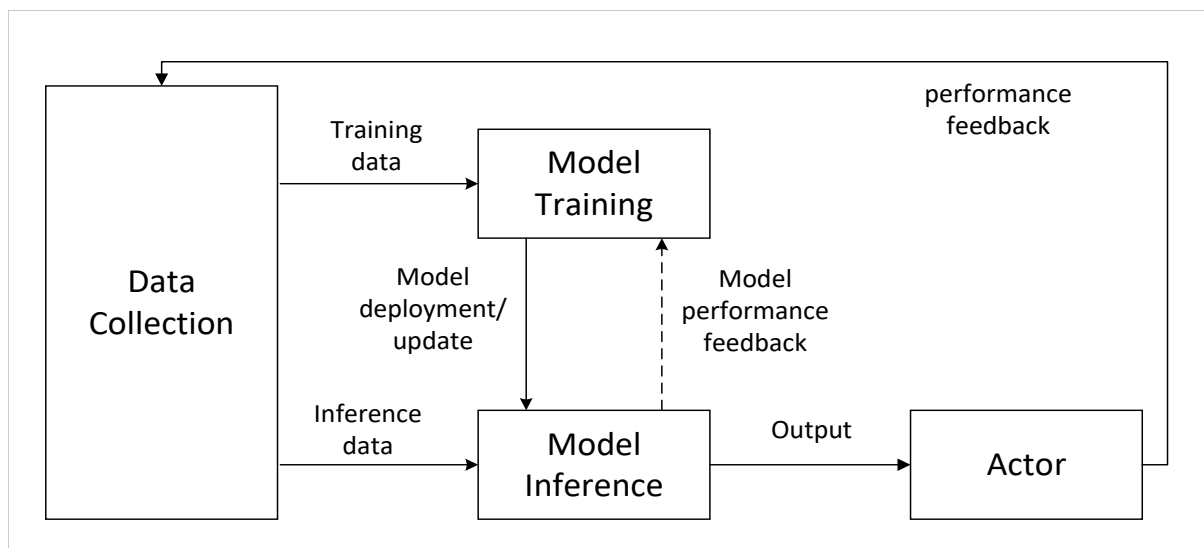 performance
feedback
Training
data
Model
Training
Data
Collection
Model
deployment/
update
Model
performance
feedback
Inference
data
Model
Inference
Output
Actor